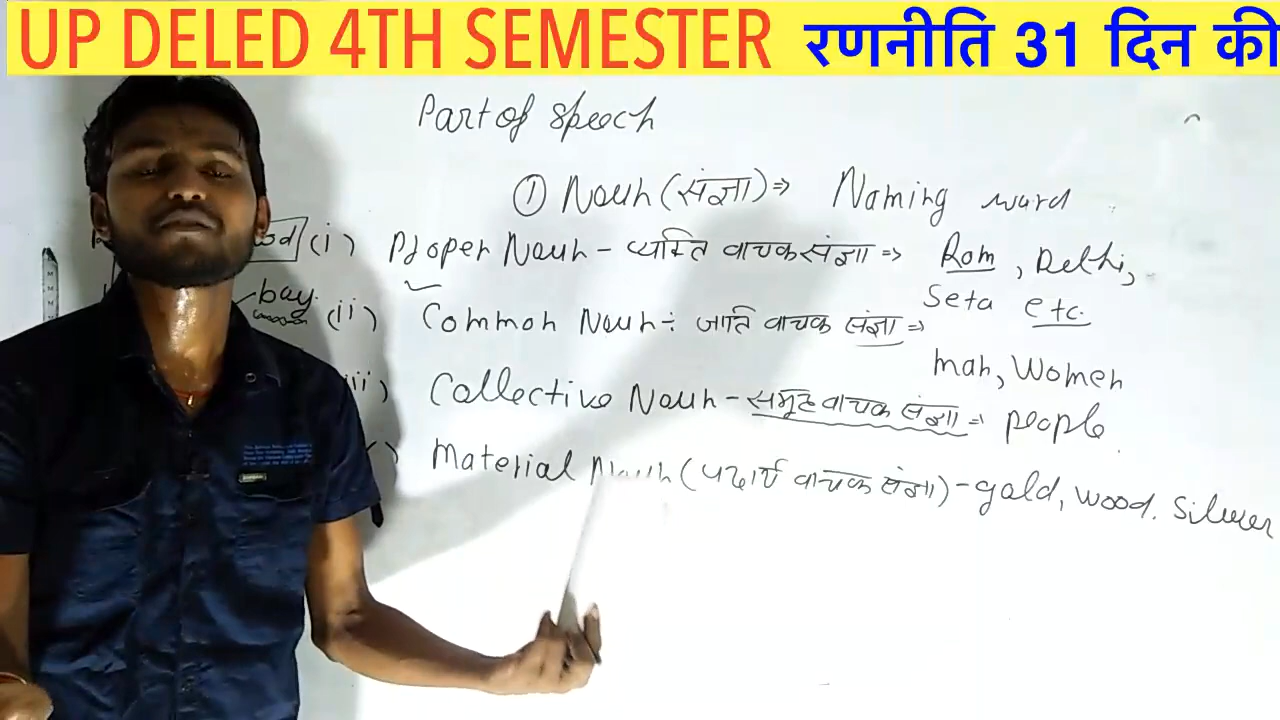 UP DELED 4TH SEMESTER रणनीति 31 दिन की
Part of speech
① Noun (संज्ञा) ⇒ Naming word
(i) Proper Noun - व्यक्ति वाचक संज्ञा ⇒ Ram, Delhi,
Seta etc.
boy
(ii) Common Noun ÷ जाति वाचक संज्ञा ⇒
man, Women
iii) Collective Noun - समूह वाचक संज्ञा ⇒ people
) Material Noun (पदार्थ वाचक संज्ञा) - gold, wood. Silver